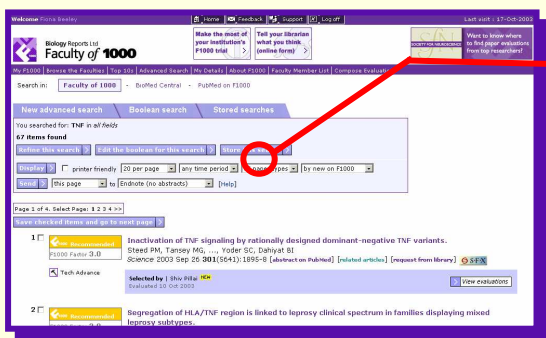 Welcome Fiona Beeley
Home Feedback Support Log off
Last visit : 17-Oct-2003
Biology Reports Ltd
Faculty of 1000
Make the most of your institution's F1000 trial
Tell your librarian what you think (online form)
SOCIETY FOR NEUROSCIENCE
Want to know where to find paper evaluations from top researchers?
My F1000 | Browse the Faculties | Top 10s | Advanced Search | My Details | About F1000 | Faculty Member List | Compose
Search in: Faculty of 1000 - BioMed Central - PubMed on F1000
New advanced search Boolean search Stored searches
You searched for: TNF in all fields
67 items found
Refine this search Edit the boolean for this search
Display printer friendly 20 per page any time period types by new on F1000
Send this page to Endnote (no abstracts) [Help]
Page 1 of 4. Select Page: 1 2 3 4 >>
Save checked items and go to next page
1 Recommended
F1000 Factor 3.0
Tech Advance
Inactivation of TNF signaling by rationally designed dominant-negative TNF variants.
Steed PM, Tansey MG, ..., Yoder SC, Dahiyat BI
Science 2003 Sep 26 301(5641):1895-8 [abstract on PubMed] [related articles] [request from library] SFX
Selected by | Shiv Pillai NEW
Evaluated 10 Oct 2003
View evaluations
2 Recommended
Segregation of HLA/TNF region is linked to leprosy clinical spectrum in families displaying mixed
leprosy subtypes.